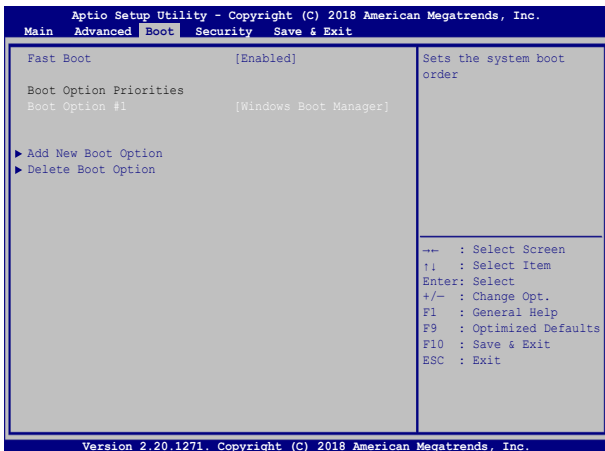 Aptio Setup Utility - Copyright (C) 2018 American Megatrends, Inc.
Main Advanced Boot Security Save & Exit
Fast Boot [Enabled]
Boot Option Priorities
Boot Option #1 [Windows Boot Manager]
▶ Add New Boot Option
▶ Delete Boot Option
Sets the system boot
order
→← : Select Screen
↑↓ : Select Item
Enter: Select
+/— : Change Opt.
F1 : General Help
F9 : Optimized Defaults
F10 : Save & Exit
ESC : Exit
Version 2.20.1271. Copyright (C) 2018 American Megatrends, Inc.